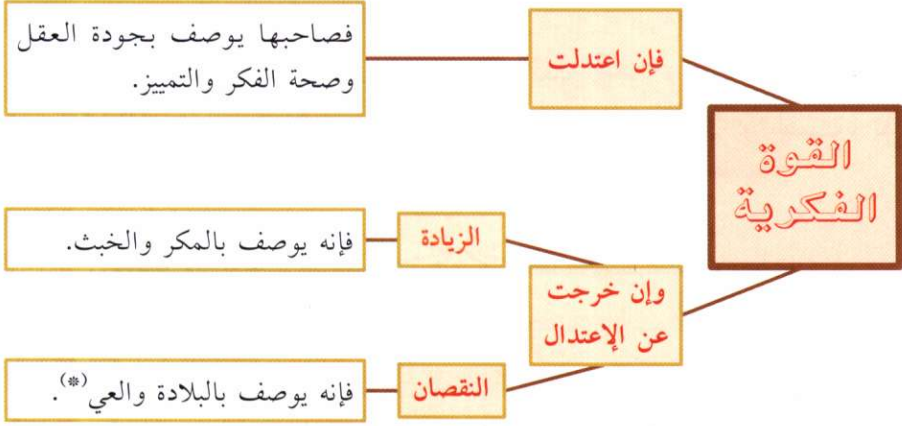 القوة
الفكرية
فإن اعتدلت
فصاحبها يوصف بجودة العقل
وصحة الفكر والتمييز.
وإن خرجت
عن الإعتدال
الزيادة
فإنه يوصف بالمكر والخبث.
النقصان
فإنه يوصف بالبلادة والعي(*).